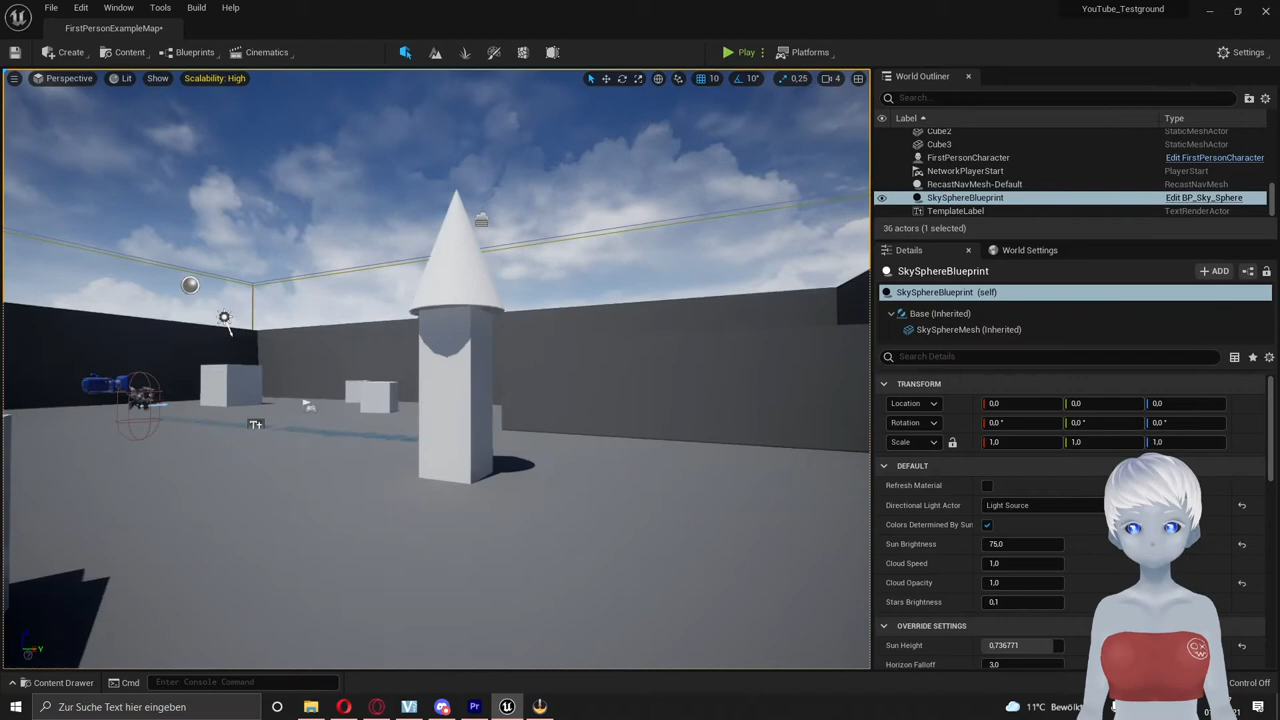 File Edit Window Tools Build Help
YouTube_Testground
FirstPersonExampleMap*
Create Content Blueprints Cinematics Play Platforms Settings
Perspective Lit Show Scalability: High 10 10° 0,25 4
World Outliner
Search...
Label Type
Cube2 StaticMeshActor
Cube3 StaticMeshActor
FirstPersonCharacter Edit FirstPersonCharacter
NetworkPlayerStart PlayerStart
RecastNavMesh-Default RecastNavMesh
SkySphereBlueprint Edit BP_Sky_Sphere
TemplateLabel TextRenderActor
36 actors (1 selected)
Details World Settings
SkySphereBlueprint + ADD
SkySphereBlueprint (self)
Base (Inherited)
SkySphereMesh (Inherited)
Search Details
TRANSFORM
Location 0,0 0,0 0,0
Rotation 0,0 ° 0,0 ° 0,0 °
Scale 1,0 1,0 1,0
DEFAULT
Refresh Material
Directional Light Actor Light Source
Colors Determined By Sun
Sun Brightness 75,0
Cloud Speed 1,0
Cloud Opacity 1,0
Stars Brightness 0,1
OVERRIDE SETTINGS
Sun Height 0,736771
Horizon Falloff 3,0
Tt
Y
Content Drawer Cmd Enter Console Command Control Off
Zur Suche Text hier eingeben 11°C Bewölkt